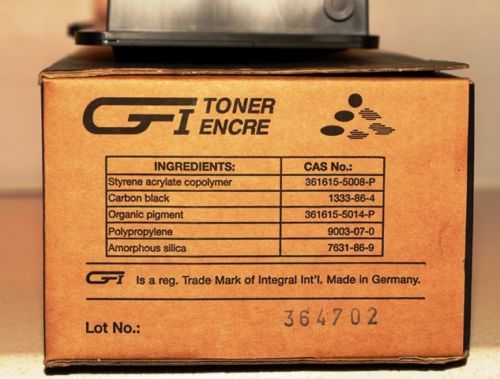 GI TONER
ENCRE
INGREDIENTS: CAS No.:
Styrene acrylate copolymer 361615-5008-P
Carbon black 1333-86-4
Organic pigment 361615-5014-P
Polypropylene 9003-07-0
Amorphous silica 7631-86-9
GI Is a reg. Trade Mark of Integral Int'l. Made in Germany.
Lot No.: 364702